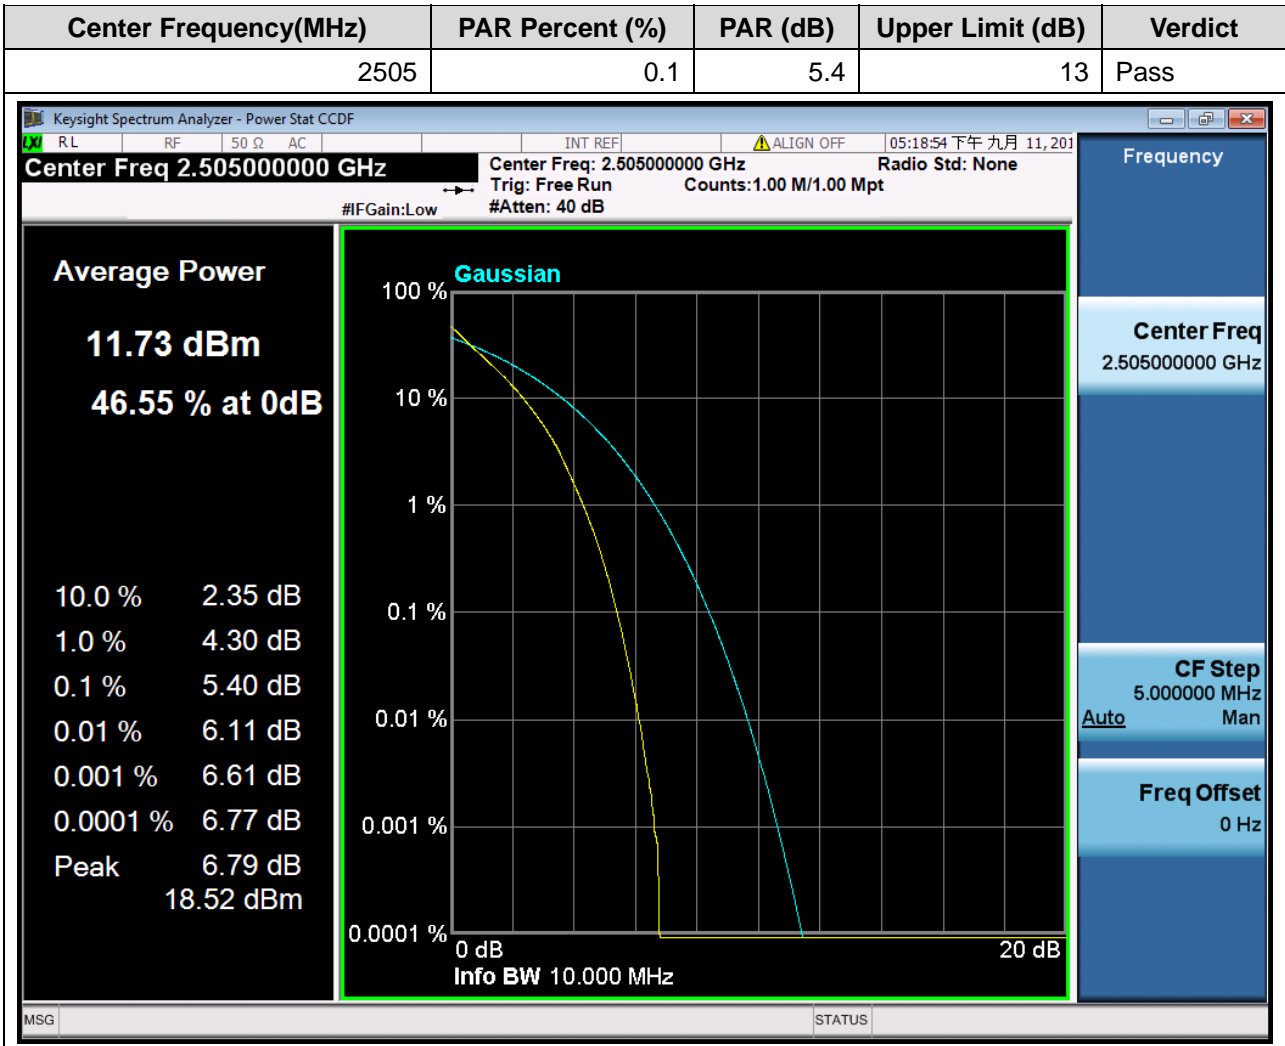 Center Frequency(MHz) PAR Percent (%) PAR (dB) Upper Limit (dB) Verdict
2505 0.1 5.4 13 Pass
Keysight Spectrum Analyzer - Power Stat CCDF
LXI RL RF 50 Ω AC INT REF ALIGN OFF 05:18:54 下午 九月 11, 201
Center Freq 2.505000000 GHz
#IFGain:Low
Center Freq: 2.505000000 GHz Radio Std: None
Trig: Free Run Counts:1.00 M/1.00 Mpt
#Atten: 40 dB
Average Power
11.73 dBm
46.55 % at 0dB
10.0 % 2.35 dB
1.0 % 4.30 dB
0.1 % 5.40 dB
0.01 % 6.11 dB
0.001 % 6.61 dB
0.0001 % 6.77 dB
Peak 6.79 dB
18.52 dBm
Gaussian
100 %
10 %
1 %
0.1 %
0.01 %
0.001 %
0.0001 %
0 dB 20 dB
Info BW 10.000 MHz
Frequency
Center Freq
2.505000000 GHz
CF Step
5.000000 MHz
Auto Man
Freq Offset
0 Hz
MSG STATUS